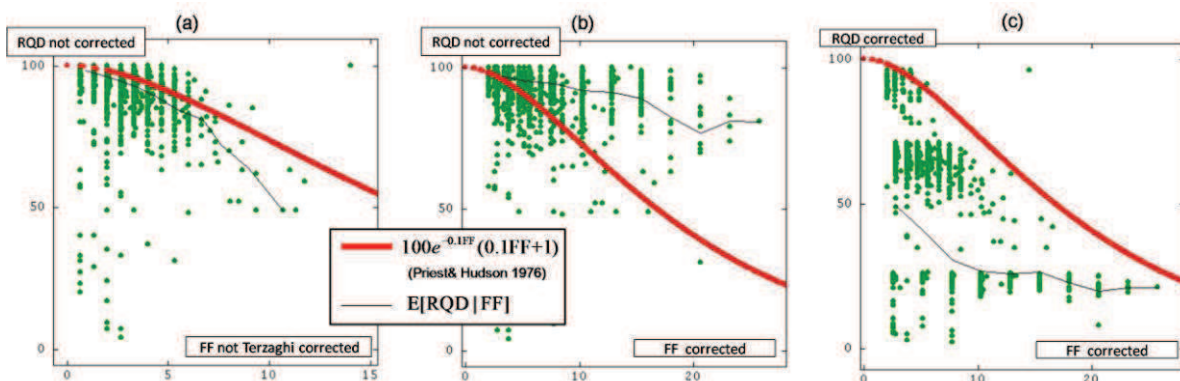 (a)
(b)
(c)
RQD not corrected
RQD not corrected
RQD corrected
100
50
0
0
5
10
15
FF not Terzaghi corrected
100
50
0
0
10
20
FF corrected
100
50
0
0
10
20
FF corrected
100e^{-0.1FF}(0.1FF+1)
(Priest& Hudson 1976)
E[RQD|FF]